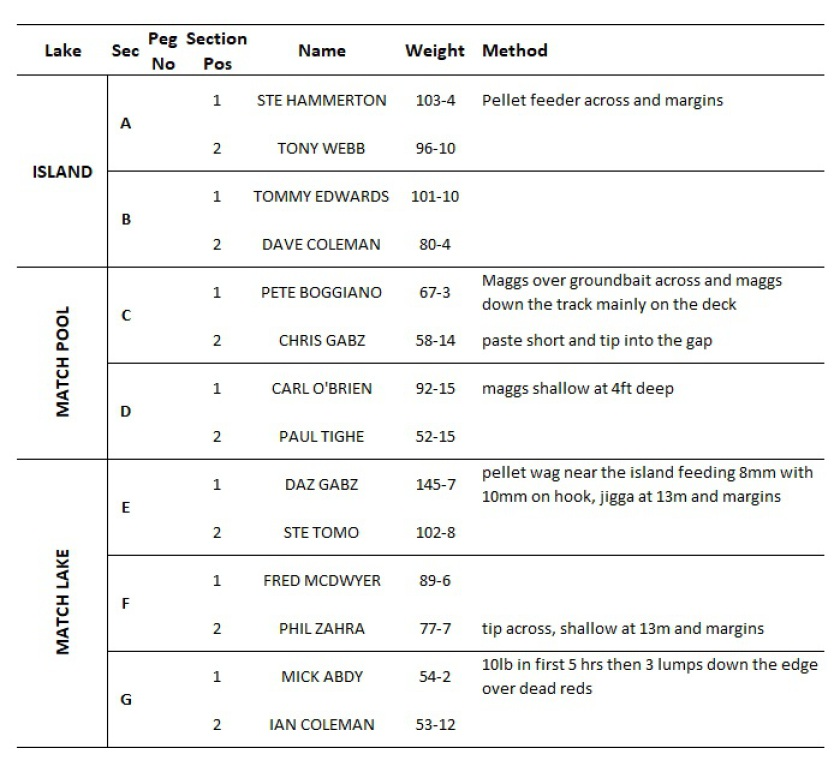 Lake Sec Peg No Section Pos Name Weight Method
ISLAND
A
1 STE HAMMERTON 103-4 Pellet feeder across and margins
2 TONY WEBB 96-10
B
1 TOMMY EDWARDS 101-10
2 DAVE COLEMAN 80-4
MATCH POOL
C
1 PETE BOGGIANO 67-3 Maggs over groundbait across and maggs
down the track mainly on the deck
2 CHRIS GABZ 58-14 paste short and tip into the gap
D
1 CARL O'BRIEN 92-15 maggs shallow at 4ft deep
2 PAUL TIGHE 52-15
MATCH LAKE
E
1 DAZ GABZ 145-7 pellet wag near the island feeding 8mm with
10mm on hook, jigga at 13m and margins
2 STE TOMO 102-8
F
1 FRED MCDWYER 89-6
2 PHIL ZAHRA 77-7 tip across, shallow at 13m and margins
G
1 MICK ABDY 54-2 10lb in first 5 hrs then 3 lumps down the edge
over dead reds
2 IAN COLEMAN 53-12